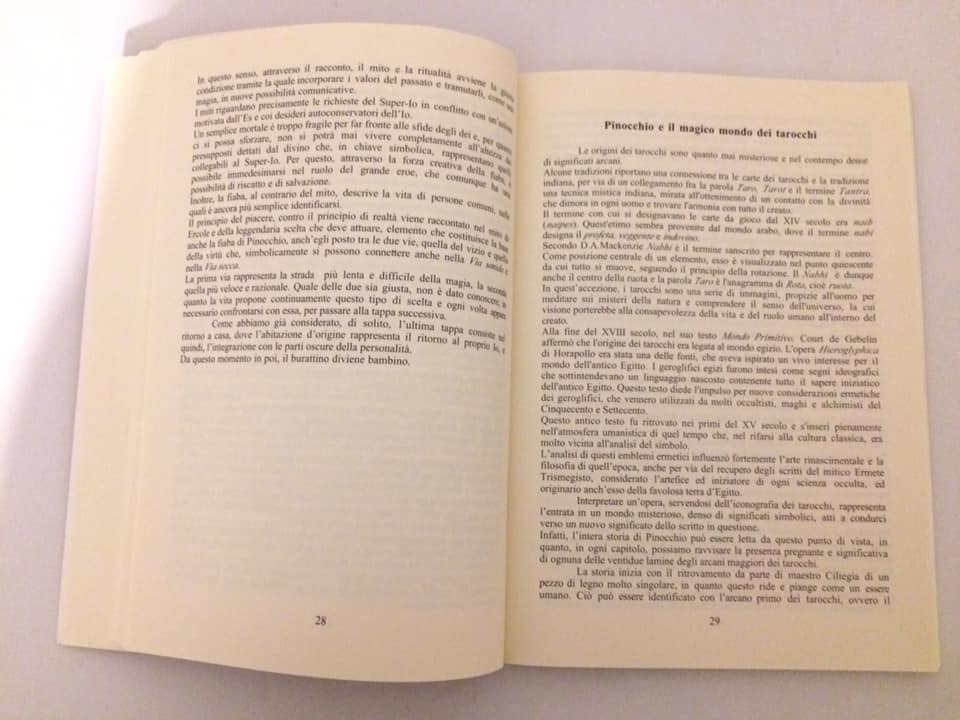 In questo senso, attraverso il racconto, il mito e la ritualità avviene la giusta
condizione tramite la quale incorporare i valori del passato e tramutarli, come una
magia, in nuove possibilità comunicative.
I miti riguardano precisamente le richieste del Super-Io in conflitto con un'azione
motivata dall'Es e coi desideri autoconservatori dell'Io.
Un semplice mortale è troppo fragile per far fronte alle sfide degli dei e, per quanto
ci si possa sforzare, non si potrà mai vivere completamente all'altezza dei
presupposti dettati dal divino che, in chiave simbolica, rappresentano quelli
collegabili al Super-Io. Per questo, attraverso la forza creativa della fiaba, è
possibile immedesimarsi nel ruolo del grande eroe, che comunque ha una
possibilità di riscatto e di salvazione.
Inoltre, la fiaba, al contrario del mito, descrive la vita di persone comuni, nelle
quali è ancora più semplice identificarsi.
Il principio del piacere, contro il principio di realtà viene raccontato nel mito di
Ercole e della leggendaria scelta che deve attuare, elemento che costituisce la base
anche la fiaba di Pinocchio, anch'egli posto tra le due vie, quella del vizio e quella
della virtù che, simbolicamente si possono connettere anche nella Via umida e
nella Via secca.
La prima via rappresenta la strada più lenta e difficile della magia, la seconda
quella più veloce e razionale. Quale delle due sia giusta, non è dato conoscere, in
quanto la vita propone continuamente questo tipo di scelta e ogni volta appare
necessario confrontarsi con essa, per passare alla tappa successiva.
Come abbiamo già considerato, di solito, l'ultima tappa consiste nel
ritorno a casa, dove l'abitazione d'origine rappresenta il ritorno al proprio Io, e
quindi, l'integrazione con le parti oscure della personalità.
Da questo momento in poi, il burattino diviene bambino.
28
Pinocchio e il magico mondo dei tarocchi
Le origini dei tarocchi sono quanto mai misteriose e nel contempo dense
di significati arcani.
Alcune tradizioni riportano una connessione tra le carte dei tarocchi e la tradizione
indiana, per via di un collegamento fra la parola Taro, Tarot e il termine Tantra,
una tecnica mistica indiana, mirata all'ottenimento di un contatto con la divinità
che dimora in ogni uomo e trovare l'armonia con tutto il creato.
Il termine con cui si designavano le carte da gioco dal XIV secolo era naib
(naipes). Quest'etimo sembra provenire dal mondo arabo, dove il termine nabi
designa il profeta, veggente e indovino.
Secondo D.A.Mackenzie Nabhi è il termine sanscrito per rappresentare il centro.
Come posizione centrale di un elemento, esso è visualizzato nel punto quiescente
da cui tutto si muove, seguendo il principio della rotazione. Il Nabhi è dunque
anche il centro della ruota e la parola Taro è l'anagramma di Rota, cioè ruota.
In quest'accezione, i tarocchi sono una serie di immagini, propizie all'uomo per
meditare sui misteri della natura e comprendere il senso dell'universo, la cui
visione porterebbe alla consapevolezza della vita e del ruolo umano all'interno del
creato.
Alla fine del XVIII secolo, nel suo testo Mondo Primitivo, Court de Gebelin
affermò che l'origine dei tarocchi era legata al mondo egizio. L'opera Hieroglyphica
di Horapollo era stata una delle fonti, che aveva ispirato un vivo interesse per il
mondo dell'antico Egitto. I geroglifici egizi furono intesi come segni ideografici
che sottintendevano un linguaggio nascosto contenente tutto il sapere iniziatico
dell'antico Egitto. Questo testo diede l'impulso per nuove considerazioni ermetiche
dei geroglifici, che vennero utilizzati da molti occultisti, maghi e alchimisti del
Cinquecento e Settecento.
Questo antico testo fu ritrovato nei primi del XV secolo e s'inserì pienamente
nell'atmosfera umanistica di quel tempo che, nel rifarsi alla cultura classica, era
molto vicina all'analisi del simbolo.
L'analisi di questi emblemi ermetici influenzò fortemente l'arte rinascimentale e la
filosofia di quell'epoca, anche per via del recupero degli scritti del mitico Ermete
Trismegisto, considerato l'artefice ed iniziatore di ogni scienza occulta, ed
originario anch'esso della favolosa terra d'Egitto.
Interpretare un'opera, servendosi dell'iconografia dei tarocchi, rappresenta
l'entrata in un mondo misterioso, denso di significati simbolici, atti a condurci
verso un nuovo significato dello scritto in questione.
Infatti, l'intera storia di Pinocchio può essere letta da questo punto di vista, in
quanto, in ogni capitolo, possiamo ravvisare la presenza pregnante e significativa
di ognuna delle ventidue lamine degli arcani maggiori dei tarocchi.
La storia inizia con il ritrovamento da parte di maestro Ciliegia di un
pezzo di legno molto singolare, in quanto questo ride e piange come un essere
umano. Ciò può essere identificato con l'arcano primo dei tarocchi, ovvero il
29